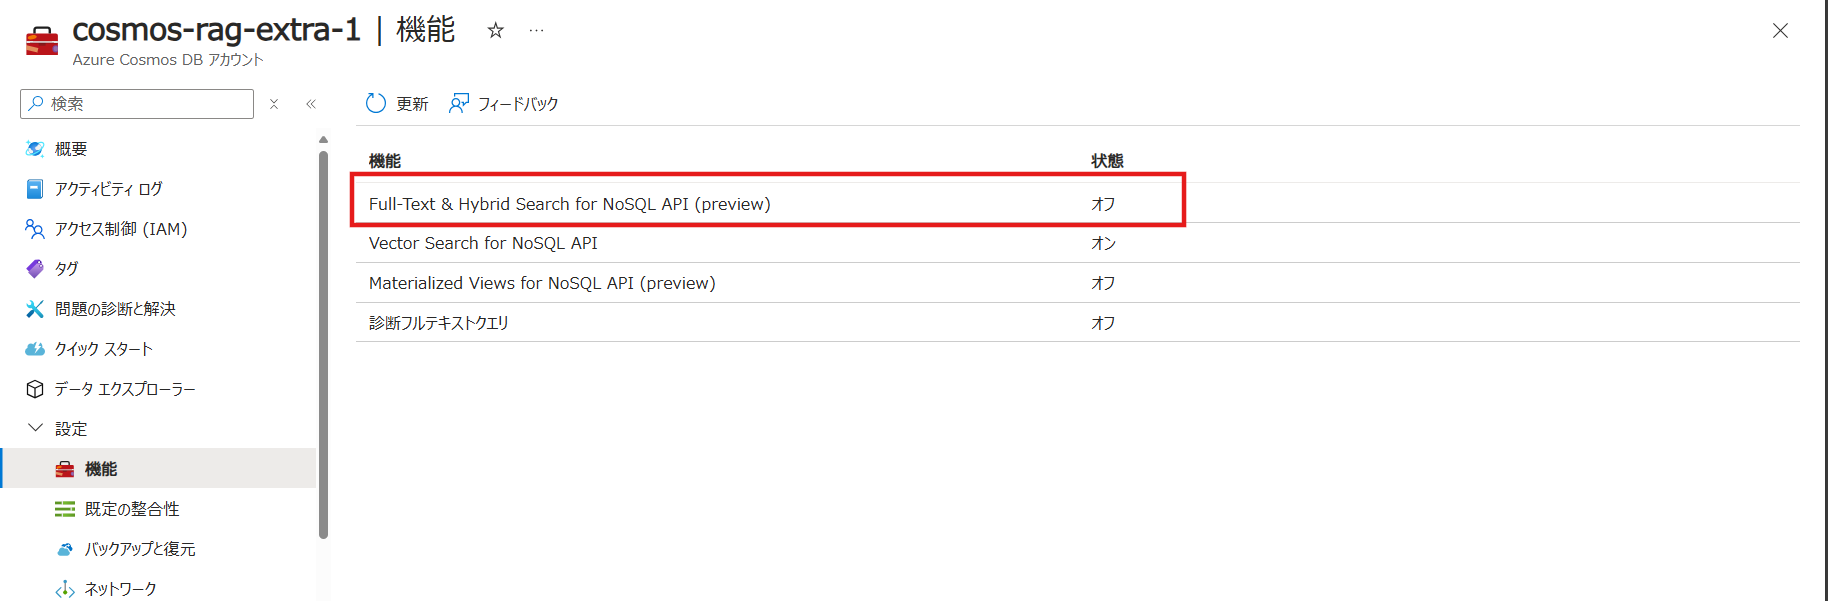 cosmos-rag-extra-1 | 機能 ☆ …
Azure Cosmos DB アカウント
検索
更新 フィードバック
概要
アクティビティ ログ
アクセス制御 (IAM)
タグ
問題の診断と解決
クイック スタート
データ エクスプローラー
設定
機能
既定の整合性
バックアップと復元
ネットワーク
機能 状態
Full-Text & Hybrid Search for NoSQL API (preview) オフ
Vector Search for NoSQL API オン
Materialized Views for NoSQL API (preview) オフ
診断フルテキストクエリ オフ